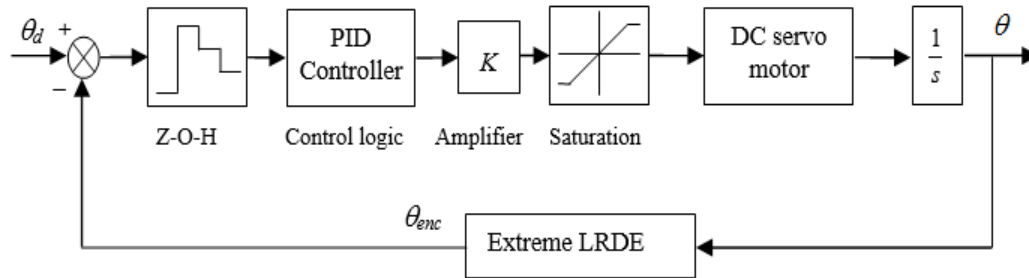 θd + −
Z-O-H
PID
Controller
Control logic
K
Amplifier
Saturation
DC servo
motor
1
s
θ
θenc
Extreme LRDE